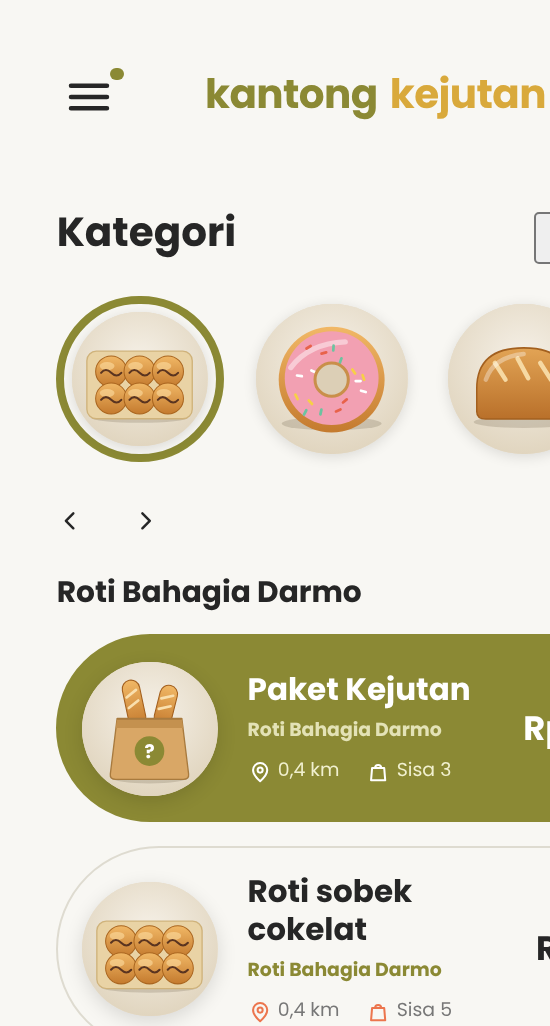 kantong kejutan
Kategori
Roti Bahagia Darmo
?
Paket Kejutan
Roti Bahagia Darmo
0,4 km
Sisa 3
Roti sobek
cokelat
Roti Bahagia Darmo
0,4 km
Sisa 5